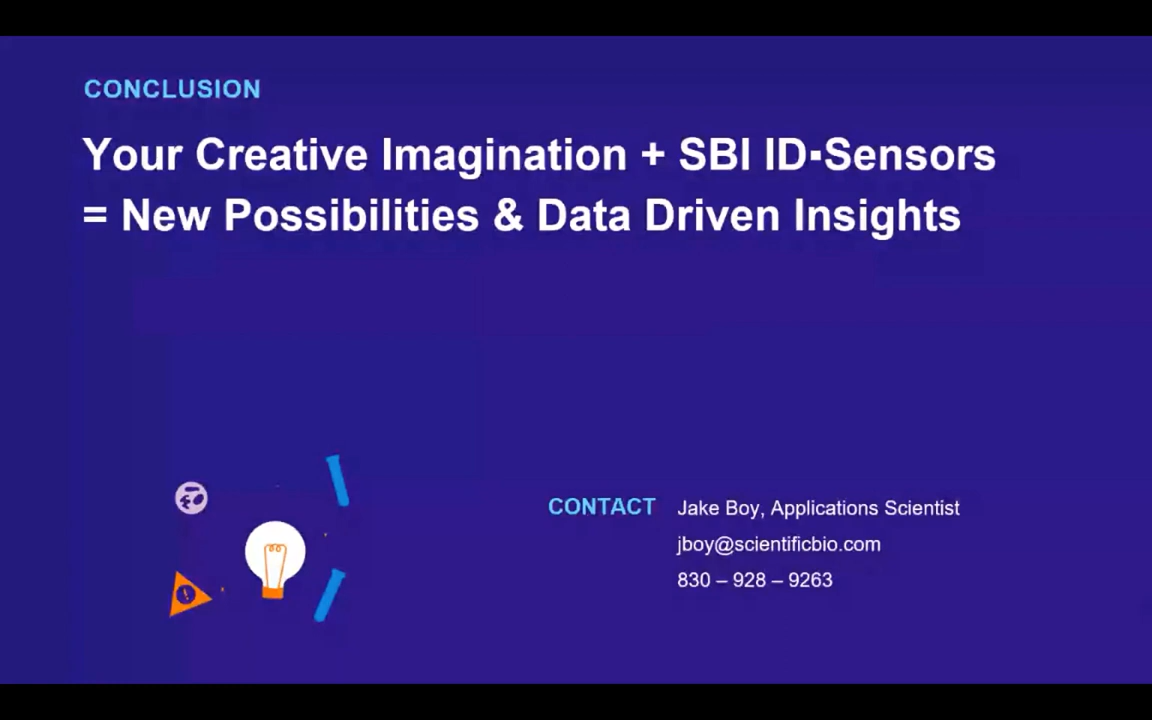 CONCLUSION
Your Creative Imagination + SBI ID▪Sensors
= New Possibilities & Data Driven Insights
CONTACT Jake Boy, Applications Scientist
jboy@scientificbio.com
830 – 928 – 9263